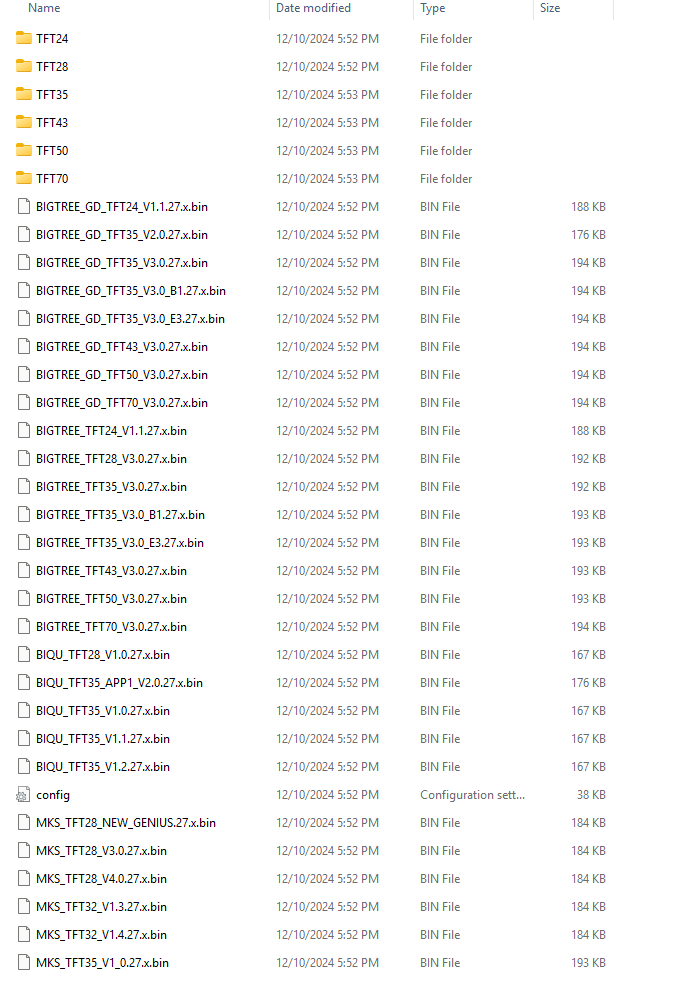 Name Date modified Type Size
TFT24 12/10/2024 5:52 PM File folder
TFT28 12/10/2024 5:52 PM File folder
TFT35 12/10/2024 5:53 PM File folder
TFT43 12/10/2024 5:53 PM File folder
TFT50 12/10/2024 5:53 PM File folder
TFT70 12/10/2024 5:53 PM File folder
BIGTREE_GD_TFT24_V1.1.27.x.bin 12/10/2024 5:52 PM BIN File 188 KB
BIGTREE_GD_TFT35_V2.0.27.x.bin 12/10/2024 5:52 PM BIN File 176 KB
BIGTREE_GD_TFT35_V3.0.27.x.bin 12/10/2024 5:52 PM BIN File 194 KB
BIGTREE_GD_TFT35_V3.0_B1.27.x.bin 12/10/2024 5:52 PM BIN File 194 KB
BIGTREE_GD_TFT35_V3.0_E3.27.x.bin 12/10/2024 5:52 PM BIN File 194 KB
BIGTREE_GD_TFT43_V3.0.27.x.bin 12/10/2024 5:52 PM BIN File 194 KB
BIGTREE_GD_TFT50_V3.0.27.x.bin 12/10/2024 5:52 PM BIN File 194 KB
BIGTREE_GD_TFT70_V3.0.27.x.bin 12/10/2024 5:52 PM BIN File 194 KB
BIGTREE_TFT24_V1.1.27.x.bin 12/10/2024 5:52 PM BIN File 188 KB
BIGTREE_TFT28_V3.0.27.x.bin 12/10/2024 5:52 PM BIN File 192 KB
BIGTREE_TFT35_V3.0.27.x.bin 12/10/2024 5:52 PM BIN File 192 KB
BIGTREE_TFT35_V3.0_B1.27.x.bin 12/10/2024 5:52 PM BIN File 193 KB
BIGTREE_TFT35_V3.0_E3.27.x.bin 12/10/2024 5:52 PM BIN File 193 KB
BIGTREE_TFT43_V3.0.27.x.bin 12/10/2024 5:52 PM BIN File 193 KB
BIGTREE_TFT50_V3.0.27.x.bin 12/10/2024 5:52 PM BIN File 193 KB
BIGTREE_TFT70_V3.0.27.x.bin 12/10/2024 5:52 PM BIN File 194 KB
BIQU_TFT28_V1.0.27.x.bin 12/10/2024 5:52 PM BIN File 167 KB
BIQU_TFT35_APP1_V2.0.27.x.bin 12/10/2024 5:52 PM BIN File 176 KB
BIQU_TFT35_V1.0.27.x.bin 12/10/2024 5:52 PM BIN File 167 KB
BIQU_TFT35_V1.1.27.x.bin 12/10/2024 5:52 PM BIN File 167 KB
BIQU_TFT35_V1.2.27.x.bin 12/10/2024 5:52 PM BIN File 167 KB
config 12/10/2024 5:52 PM Configuration sett... 38 KB
MKS_TFT28_NEW_GENIUS.27.x.bin 12/10/2024 5:52 PM BIN File 184 KB
MKS_TFT28_V3.0.27.x.bin 12/10/2024 5:52 PM BIN File 184 KB
MKS_TFT28_V4.0.27.x.bin 12/10/2024 5:52 PM BIN File 184 KB
MKS_TFT32_V1.3.27.x.bin 12/10/2024 5:52 PM BIN File 184 KB
MKS_TFT32_V1.4.27.x.bin 12/10/2024 5:52 PM BIN File 184 KB
MKS_TFT35_V1_0.27.x.bin 12/10/2024 5:52 PM BIN File 193 KB